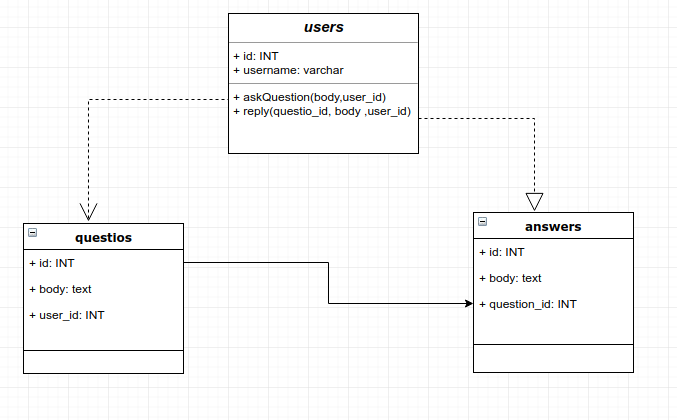 users
+ id: INT
+ username: varchar
+ askQuestion(body,user_id)
+ reply(questio_id, body ,user_id)
questios
+ id: INT
+ body: text
+ user_id: INT
answers
+ id: INT
+ body: text
+ question_id: INT